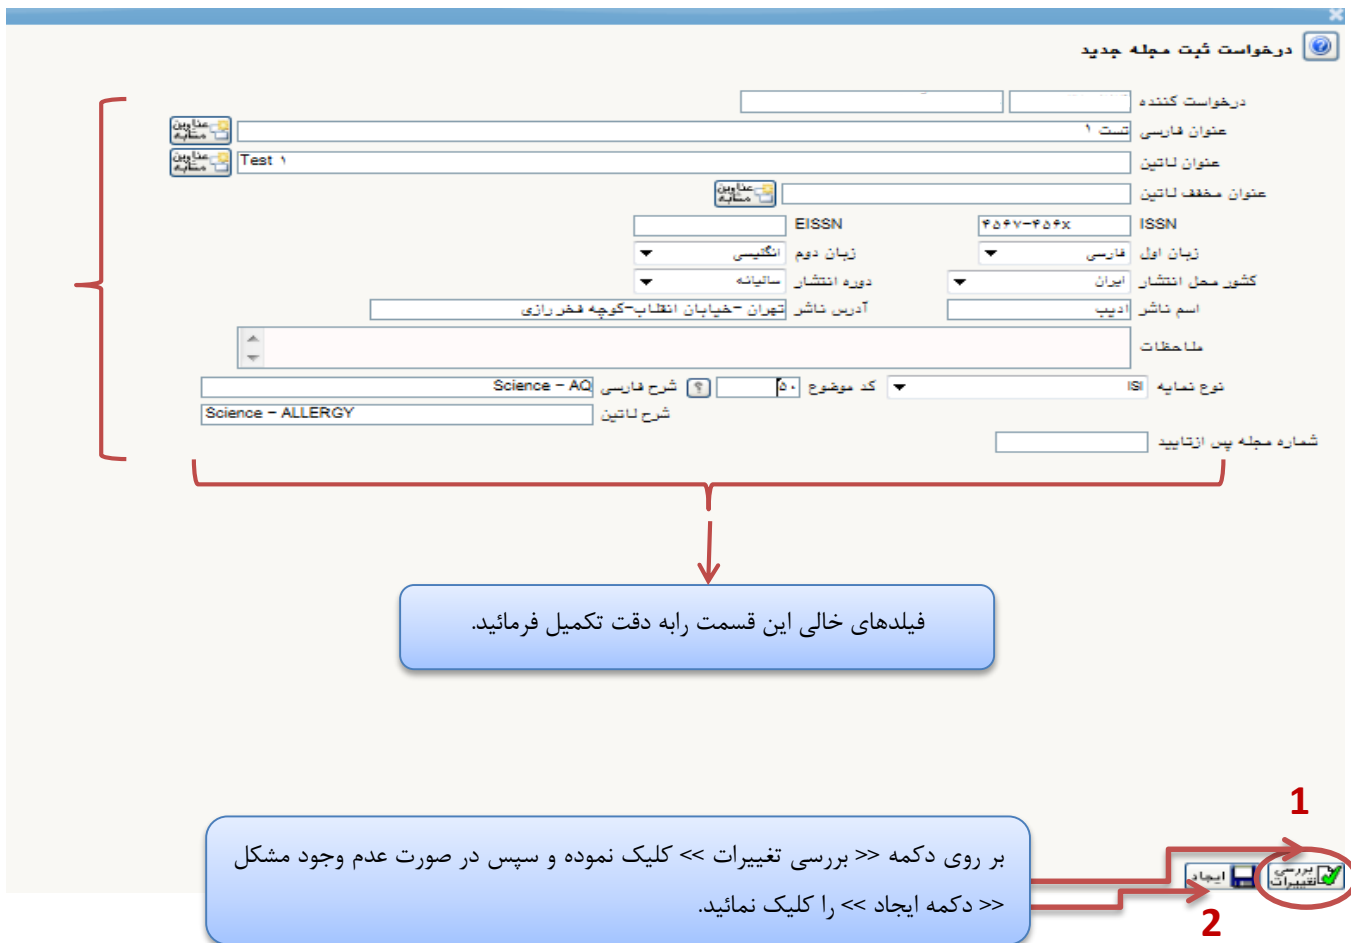 درخواست ثبت مجله جدید
درخواست کننده
عنوان فارسی تست ۱ عناوین مشابه
عنوان لاتین Test ۱ عناوین مشابه
عنوان مخفف لاتین عناوین مشابه
ISSN ۴۵۶۷-۴۵۶x EISSN
زبان اول فارسی زبان دوم انگلیسی
کشور محل انتشار ایران دوره انتشار سالیانه
اسم ناشر ادیب آدرس ناشر تهران -خیابان انقلاب-کوچه فخر رازی
ملاحظات
نوع نمایه ISI کد موضوع ۵۰ ؟ شرح فارسی Science - AQ
شرح لاتین Science - ALLERGY
شماره مجله پس ازتایید
فیلدهای خالی این قسمت رابه دقت تکمیل فرمائید.
1
بر روی دکمه << بررسی تغییرات >> کلیک نموده و سپس در صورت عدم وجود مشکل
<< دکمه ایجاد >> را کلیک نمائید.
بررسی تغییرات ایجاد
2